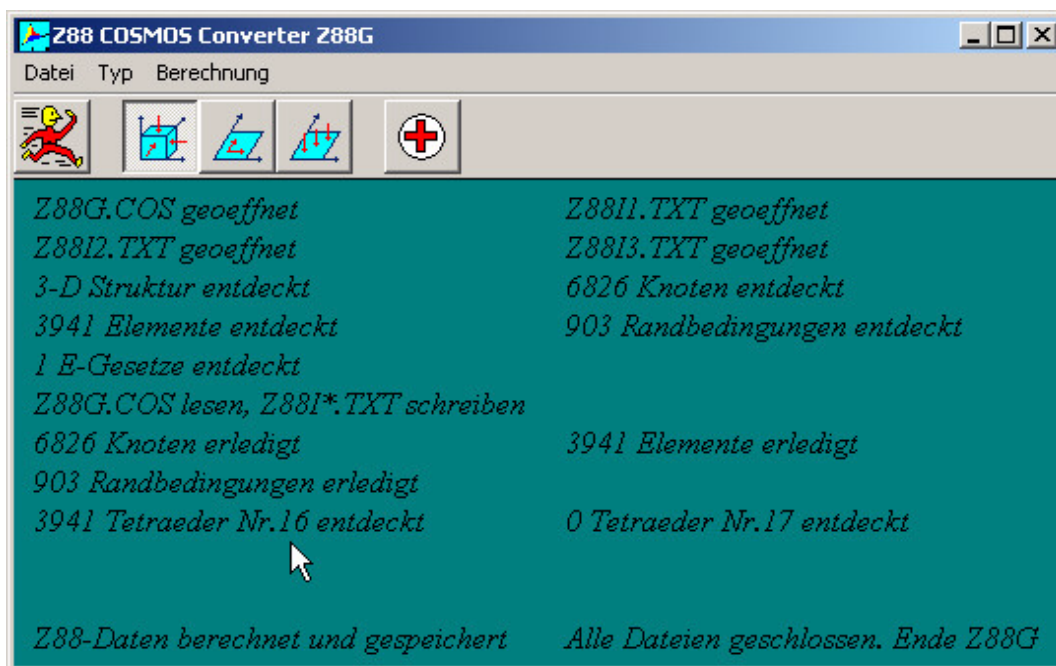 Z88 COSMOS Converter Z88G
Datei Typ Berechnung
Z88G.COS geoeffnet Z88I1.TXT geoeffnet
Z88I2.TXT geoeffnet Z88I3.TXT geoeffnet
3-D Struktur entdeckt 6826 Knoten entdeckt
3941 Elemente entdeckt 903 Randbedingungen entdeckt
1 E-Gesetze entdeckt
Z88G.COS lesen, Z88I*.TXT schreiben
6826 Knoten erledigt 3941 Elemente erledigt
903 Randbedingungen erledigt
3941 Tetraeder Nr.16 entdeckt 0 Tetraeder Nr.17 entdeckt
Z88-Daten berechnet und gespeichert Alle Dateien geschlossen. Ende Z88G